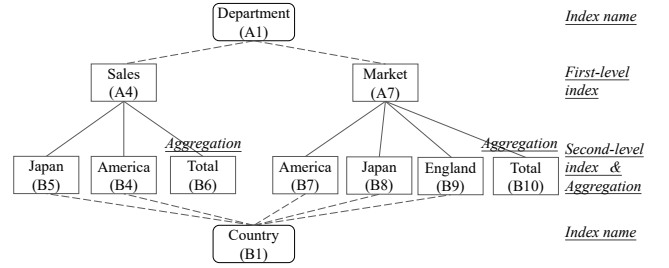 Department
(A1)
Index name
Sales
(A4)
Market
(A7)
First-level
index
Aggregation
Aggregation
Japan
(B5)
America
(B4)
Total
(B6)
America
(B7)
Japan
(B8)
England
(B9)
Total
(B10)
Second-level
index &
Aggregation
Country
(B1)
Index name